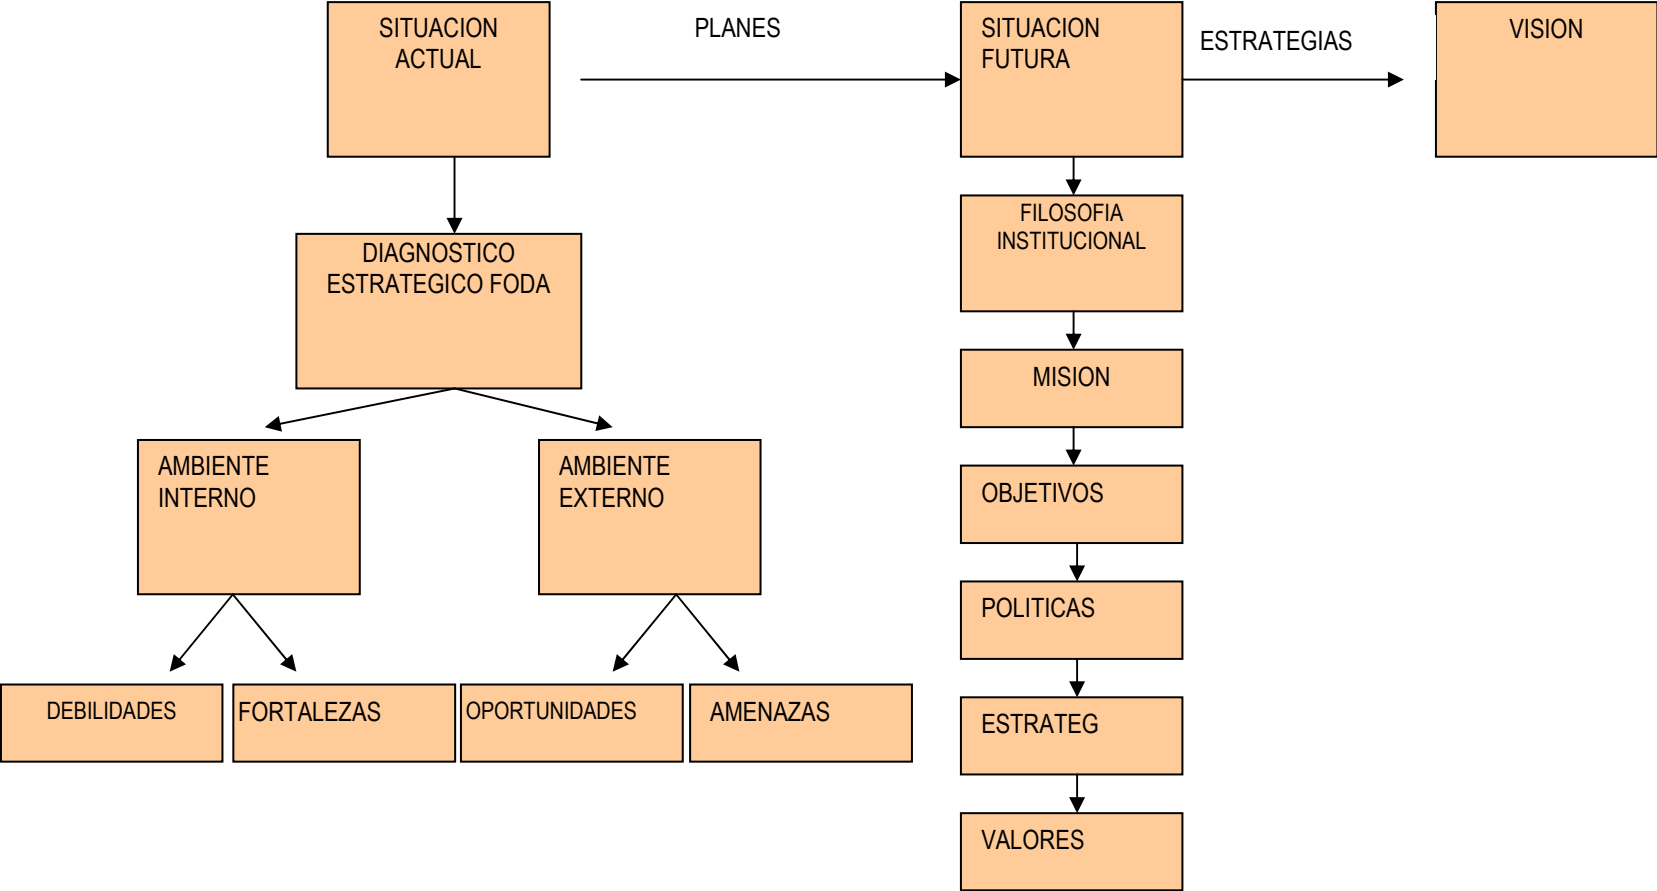 SITUACION
ACTUAL
PLANES
SITUACION
FUTURA
ESTRATEGIAS
VISION
FILOSOFIA
INSTITUCIONAL
DIAGNOSTICO
ESTRATEGICO FODA
MISION
AMBIENTE
INTERNO
AMBIENTE
EXTERNO
OBJETIVOS
POLITICAS
DEBILIDADES
FORTALEZAS
OPORTUNIDADES
AMENAZAS
ESTRATEG
VALORES